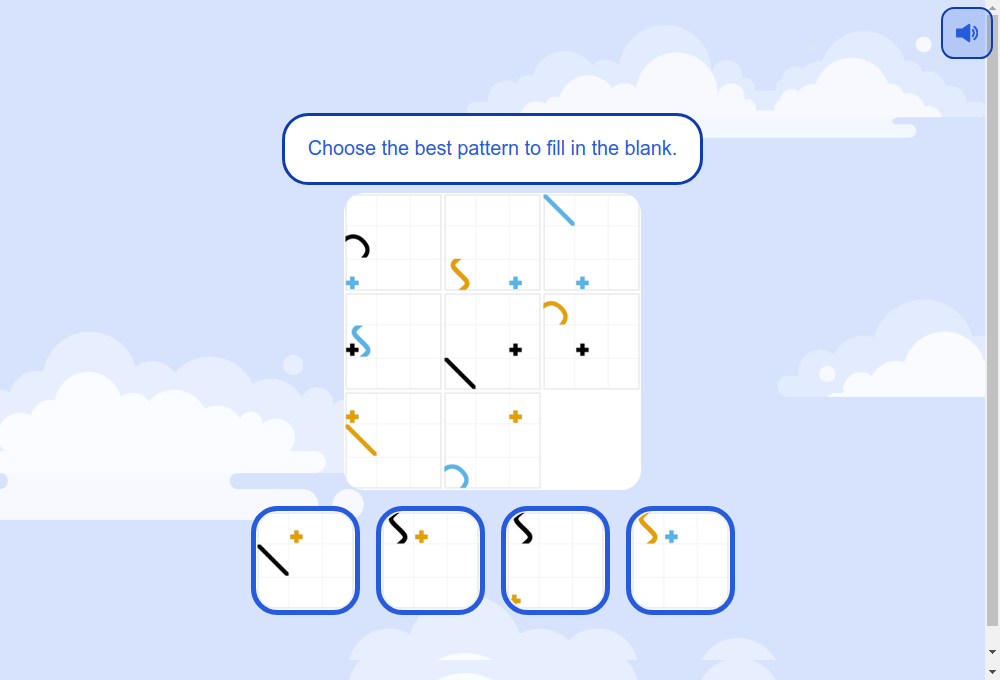 Choose the best pattern to fill in the blank.